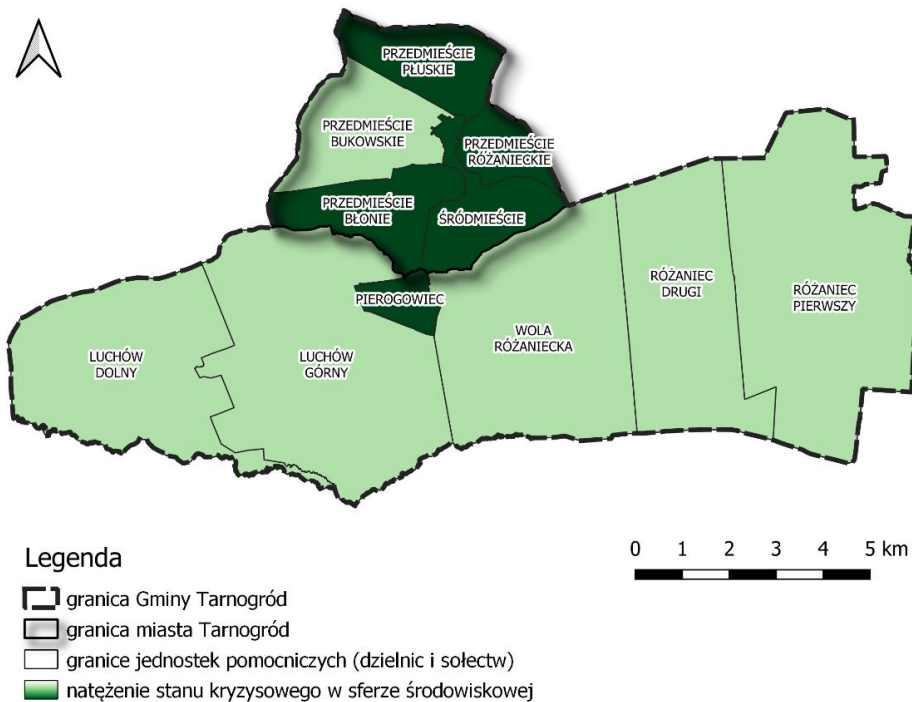 PRZEDMIEŚCIE
PŁUSKIE
PRZEDMIEŚCIE
BUKOWSKIE
PRZEDMIEŚCIE
RÓŻANIECKIE
PRZEDMIEŚCIE
BŁONIE
ŚRÓDMIEŚCIE
PIEROGOWIEC
RÓŻANIEC
DRUGI
RÓŻANIEC
PIERWSZY
WOLA
RÓŻANIECKA
LUCHÓW
DOLNY
LUCHÓW
GÓRNY
Legenda
granica Gminy Tarnogród
granica miasta Tarnogród
granice jednostek pomocniczych (dzielnic i sołectw)
natężenie stanu kryzysowego w sferze środowiskowej
0 1 2 3 4 5 km